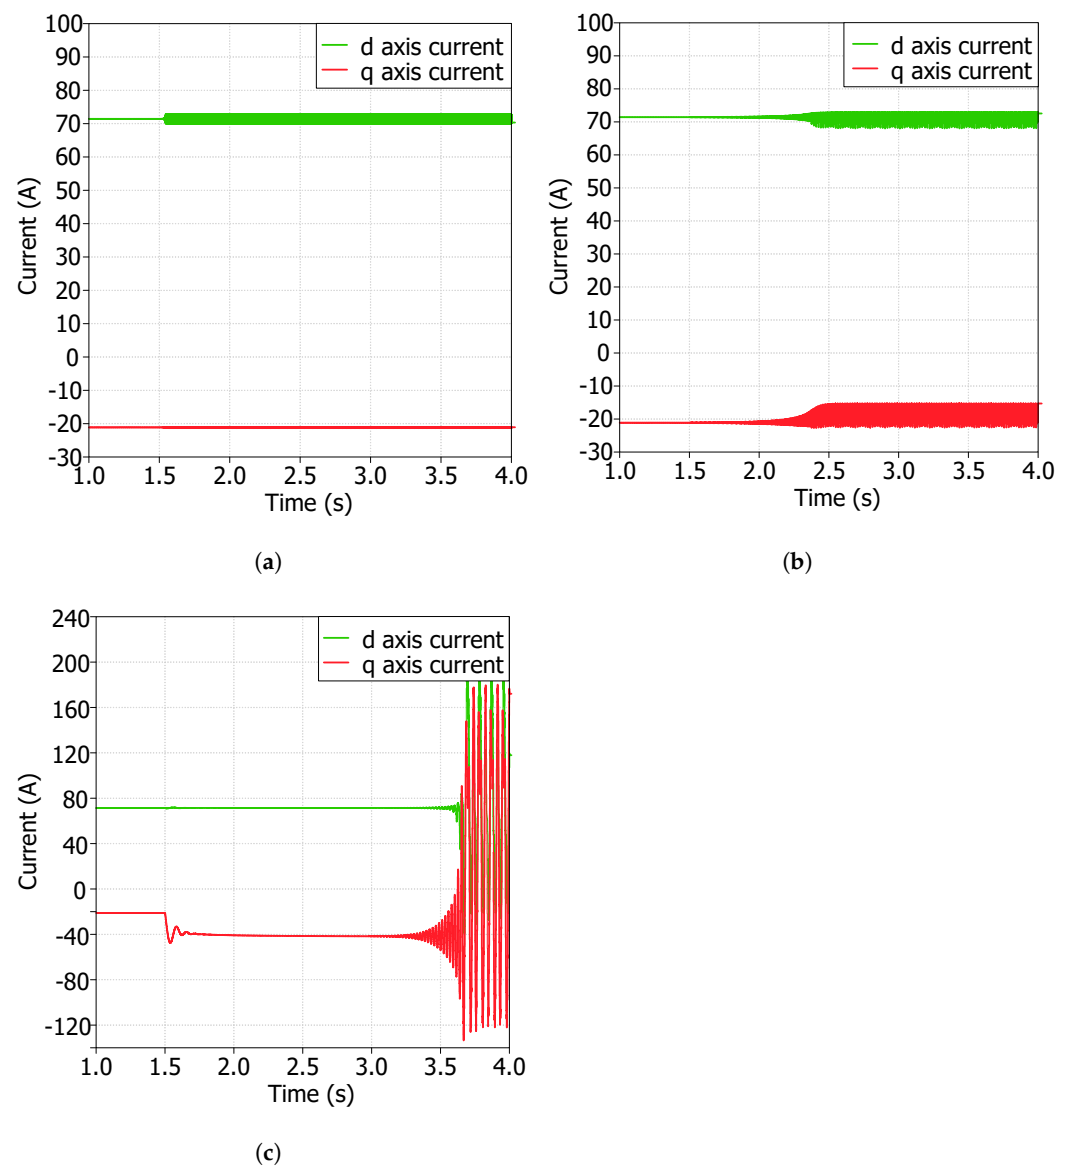 100
90
80
70
60
50
40
30
20
10
0
-10
-20
-30
Current (A)
d axis current
q axis current
1.0 1.5 2.0 2.5 3.0 3.5 4.0
Time (s)
(a)
100
90
80
70
60
50
40
30
20
10
0
-10
-20
-30
Current (A)
d axis current
q axis current
1.0 1.5 2.0 2.5 3.0 3.5 4.0
Time (s)
(b)
240
200
160
120
80
40
0
-40
-80
-120
Current (A)
d axis current
q axis current
1.0 1.5 2.0 2.5 3.0 3.5 4.0
Time (s)
(c)